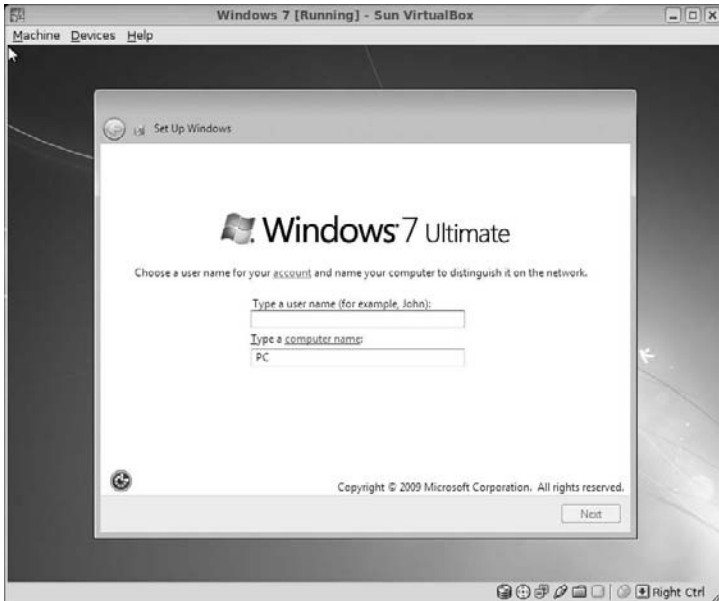 Windows 7 [Running] - Sun VirtualBox
Machine Devices Help
Set Up Windows
Windows 7 Ultimate
Choose a user name for your account and name your computer to distinguish it on the network.
Type a user name (for example, John):
Type a computer name:
PC
Copyright © 2009 Microsoft Corporation. All rights reserved.
Next
Right Ctrl